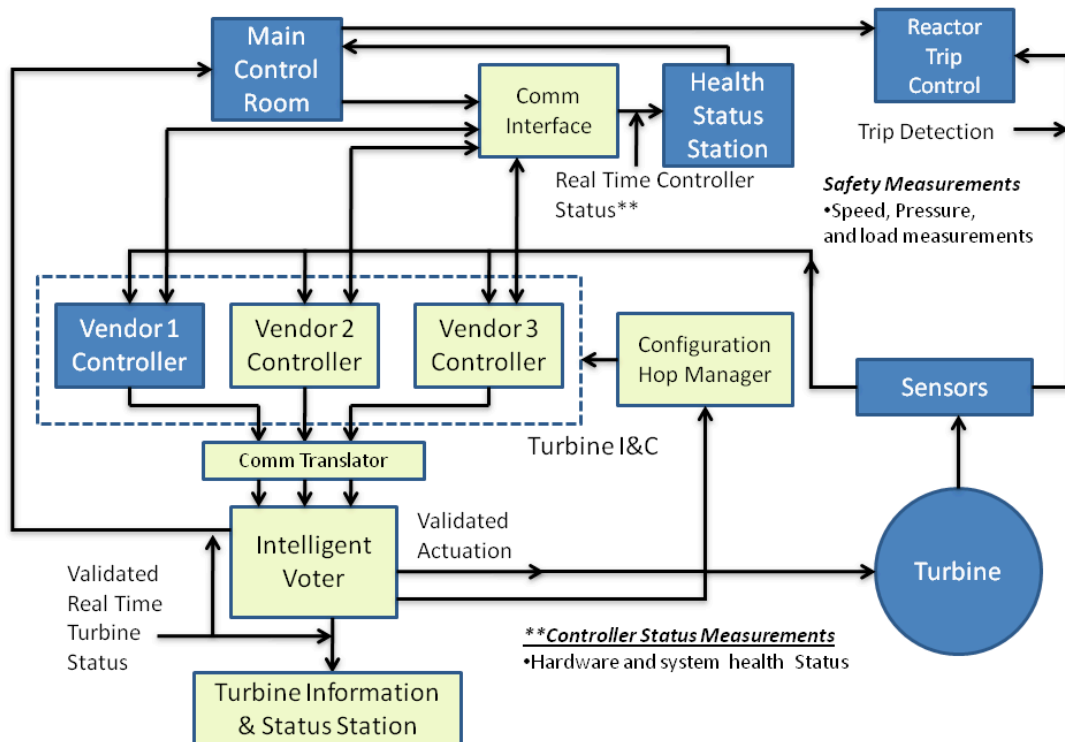 Main
Control
Room
Reactor
Trip
Control
Comm
Interface
Health
Status
Station
Trip Detection
Real Time Controller
Status**
Safety Measurements
•Speed, Pressure,
and load measurements
Vendor 1
Controller
Vendor 2
Controller
Vendor 3
Controller
Configuration
Hop Manager
Sensors
Turbine I&C
Comm Translator
Intelligent
Voter
Validated
Actuation
Turbine
Validated
Real Time
Turbine
Status
**Controller Status Measurements
•Hardware and system health Status
Turbine Information
& Status Station